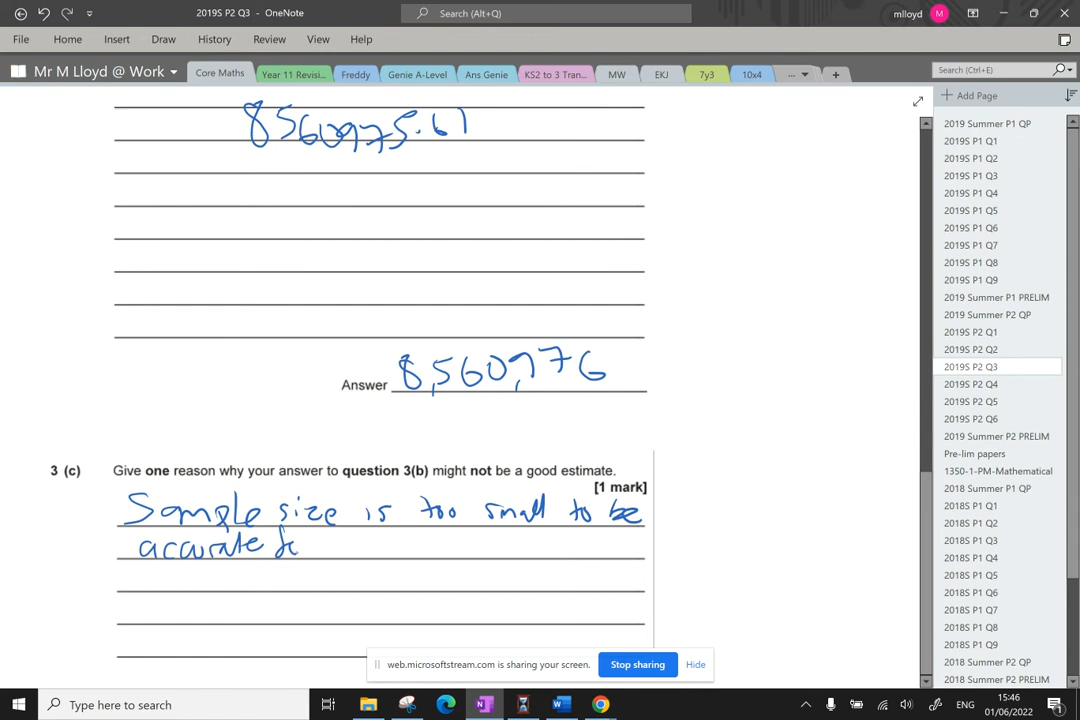 2019S P2 Q3 - OneNote
Search (Alt+Q)
mlloyd
M
File Home Insert Draw History Review View Help
Mr M Lloyd @ Work
Core Maths
Year 11 Revisi...
Freddy
Genie A-Level
Ans Genie
KS2 to 3 Tran...
MW
EKJ
7y3
10x4
...
Search (Ctrl+E)
Add Page
8560975.61
Answer 8,560,976
3 (c) Give one reason why your answer to question 3(b) might not be a good estimate.
[1 mark]
Sample size is too small to be
accurate
2019 Summer P1 QP
2019S P1 Q1
2019S P1 Q2
2019S P1 Q3
2019S P1 Q4
2019S P1 Q5
2019S P1 Q6
2019S P1 Q7
2019S P1 Q8
2019S P1 Q9
2019 Summer P1 PRELIM
2019 Summer P2 QP
2019S P2 Q1
2019S P2 Q2
2019S P2 Q3
2019S P2 Q4
2019S P2 Q5
2019S P2 Q6
2019 Summer P2 PRELIM
Pre-lim papers
1350-1-PM-Mathematical
2018 Summer P1 QP
2018S P1 Q1
2018S P1 Q2
2018S P1 Q3
2018S P1 Q4
2018S P1 Q5
2018S P1 Q6
2018S P1 Q7
2018S P1 Q8
2018S P1 Q9
2018 Summer P2 QP
2018 Summer P2 PRELIM
web.microsoftstream.com is sharing your screen.
Stop sharing
Hide
Type here to search
ENG
15:46
01/06/2022
1